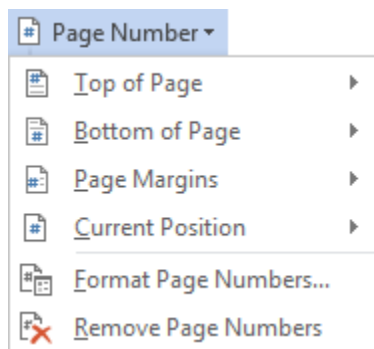 Page Number
Top of Page
Bottom of Page
Page Margins
Current Position
Format Page Numbers...
Remove Page Numbers